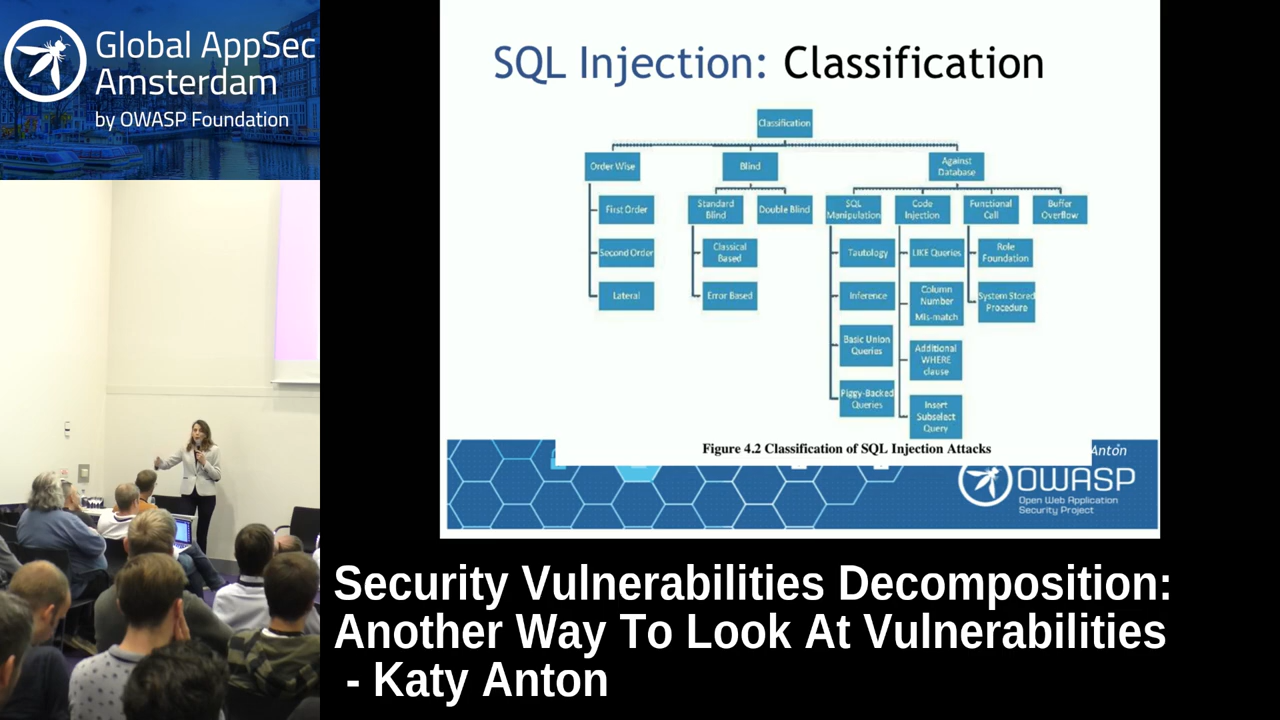 Global AppSec
Amsterdam
by OWASP Foundation
SQL Injection: Classification
Classification
Order Wise
Blind
Against
Database
First Order
Second Order
Lateral
Standard
Blind
Double Blind
Classical
Based
Error Based
SQL
Manipulation
Code
Injection
Functional
Call
Buffer
Overflow
Tautology
Inference
Basic Union
Queries
Piggy-Backed
Queries
LIKE Queries
Column
Number
Mis-match
Additional
WHERE
clause
Insert
Subselect
Query
Role
Foundation
System Stored
Procedure
Figure 4.2 Classification of SQL Injection Attacks
Anton
OWASP
Open Web Application
Security Project
Security Vulnerabilities Decomposition:
Another Way To Look At Vulnerabilities
- Katy Anton